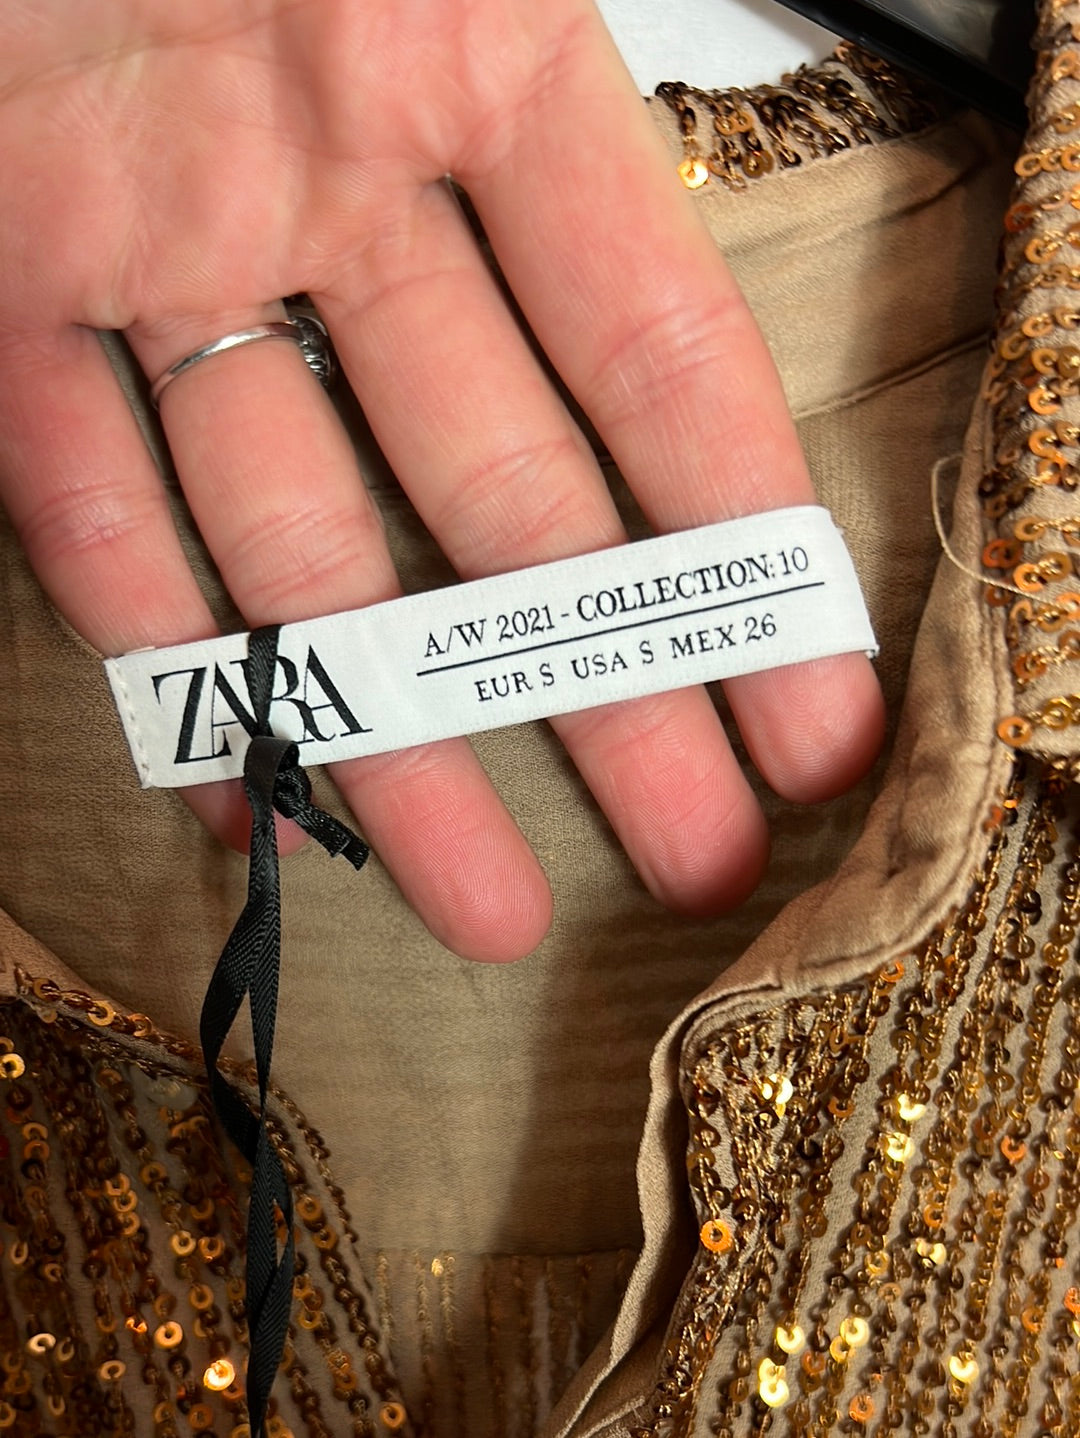 ZARA
A/W 2021 - COLLECTION: 10
EUR S USA S MEX 26